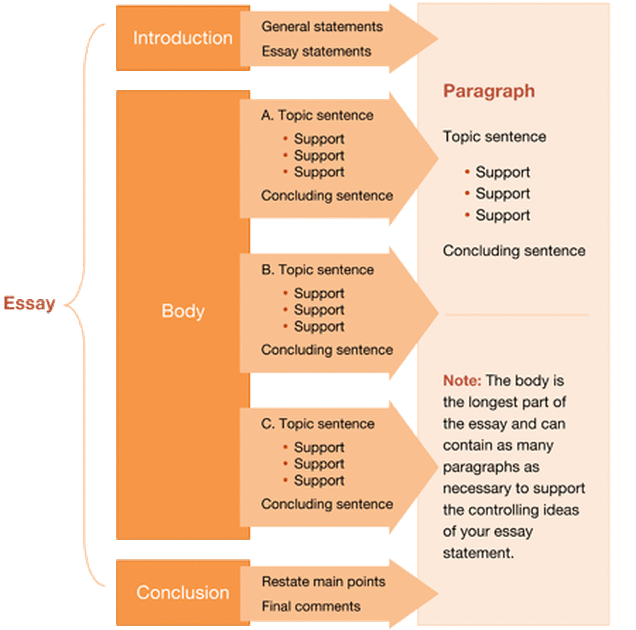 Essay
Introduction
General statements
Essay statements
Body
A. Topic sentence
• Support
• Support
• Support
Concluding sentence
B. Topic sentence
• Support
• Support
• Support
Concluding sentence
C. Topic sentence
• Support
• Support
• Support
Concluding sentence
Conclusion
Restate main points
Final comments
Paragraph
Topic sentence
• Support
• Support
• Support
Concluding sentence
Note: The body is
the longest part of
the essay and can
contain as many
paragraphs as
necessary to support
the controlling ideas
of your essay
statement.